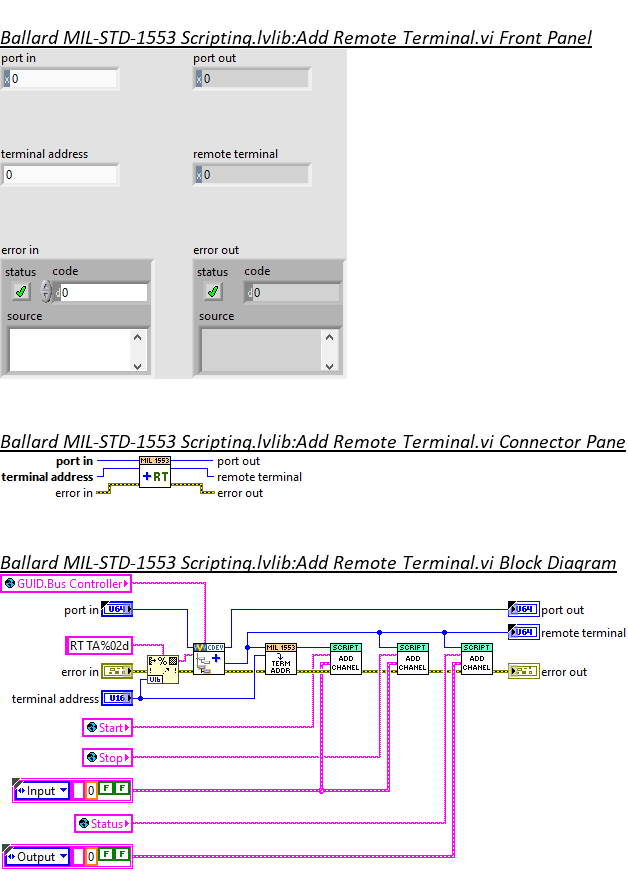 Ballard MIL-STD-1553 Scripting.lvlib:Add Remote Terminal.vi Front Panel
port in port out
x 0 x 0
terminal address remote terminal
0 x 0
error in error out
status code status code
d 0 d 0
source source
Ballard MIL-STD-1553 Scripting.lvlib:Add Remote Terminal.vi Connector Pane
port in MIL 1553 port out
terminal address +RT remote terminal
error in error out
Ballard MIL-STD-1553 Scripting.lvlib:Add Remote Terminal.vi Block Diagram
GUID.Bus Controller
port in U64 U64 port out
U64 remote terminal
RT TA%02d CDEV MIL 1553 SCRIPT SCRIPT SCRIPT
TERM ADDR ADD CHANEL ADD CHANEL ADD CHANEL
error in error out
U16
terminal address U16
Start
Stop
Input 0 F F
Status
Output 0 F F